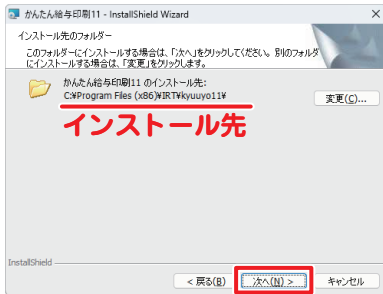 かんたん給与印刷11 - InstallShield Wizard
インストール先のフォルダー
このフォルダーにインストールする場合は、「次へ」をクリックしてください。別のフォルダ
にインストールする場合は、「変更」をクリックします。
かんたん給与印刷11 のインストール先:
C:¥Program Files (x86)¥IRT¥kyuuyo11¥
変更(C)...
インストール先
InstallShield
< 戻る(B)
次へ(N) >
キャンセル